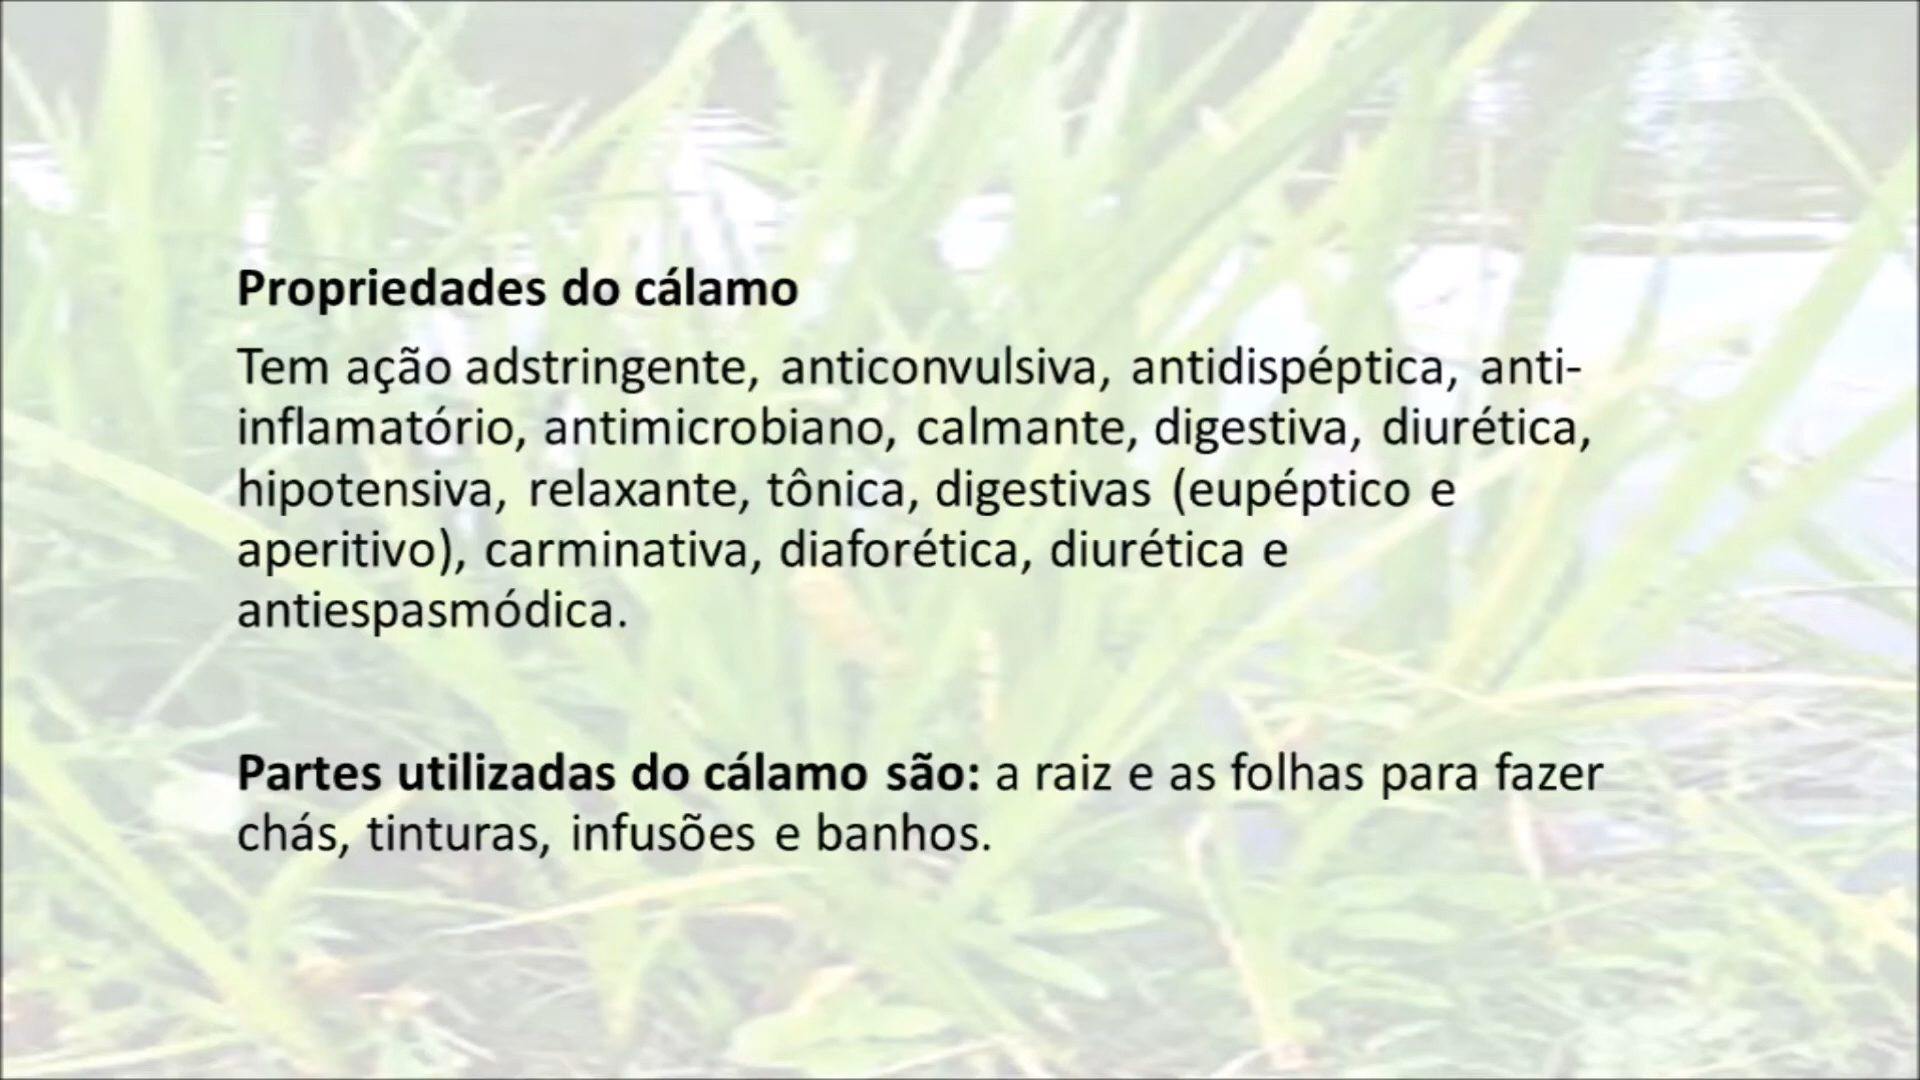 Propriedades do cálamo
Tem ação adstringente, anticonvulsiva, antidispéptica, anti-
inflamatório, antimicrobiano, calmante, digestiva, diurética,
hipotensiva, relaxante, tônica, digestivas (eupéptico e
aperitivo), carminativa, diaforética, diurética e
antiespasmódica.
Partes utilizadas do cálamo são: a raiz e as folhas para fazer
chás, tinturas, infusões e banhos.